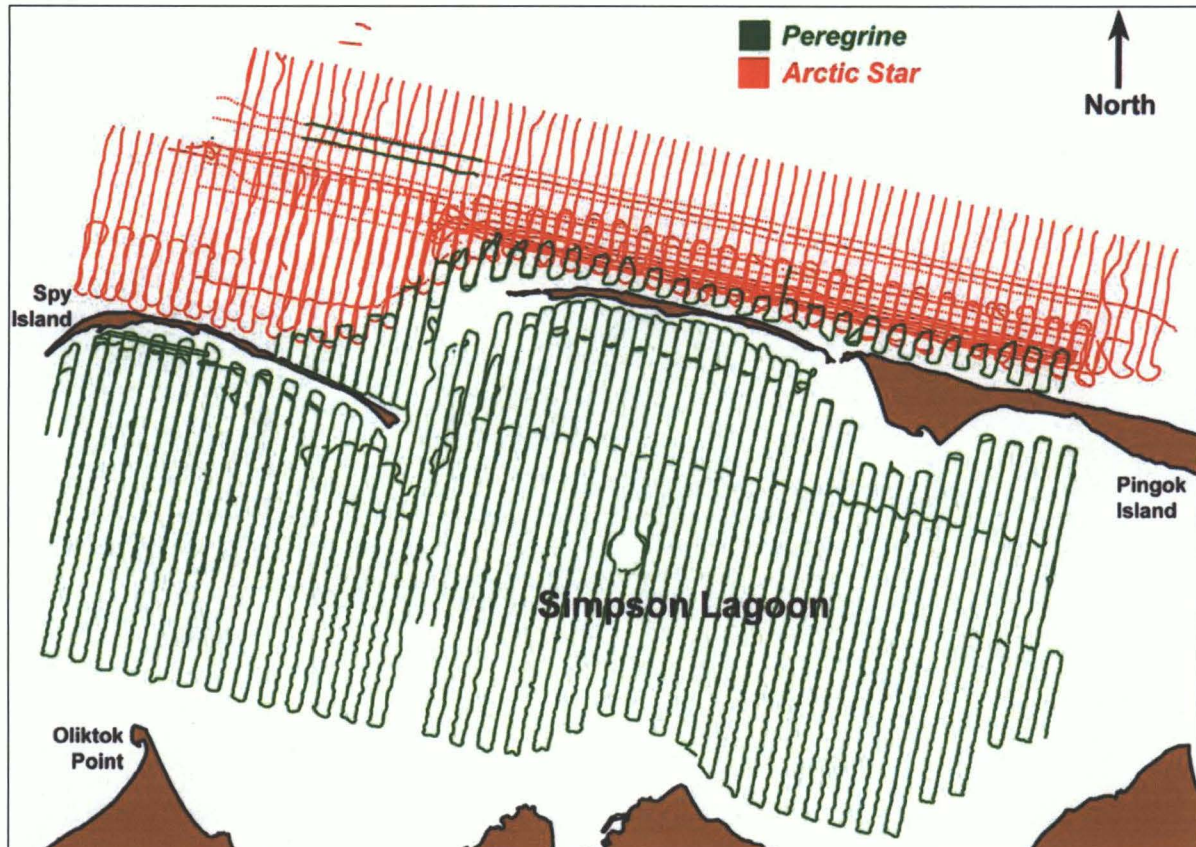 Peregrine
Arctic Star
North
Spy
Island
Pingok
Island
Simpson Lagoon
Oliktok
Point